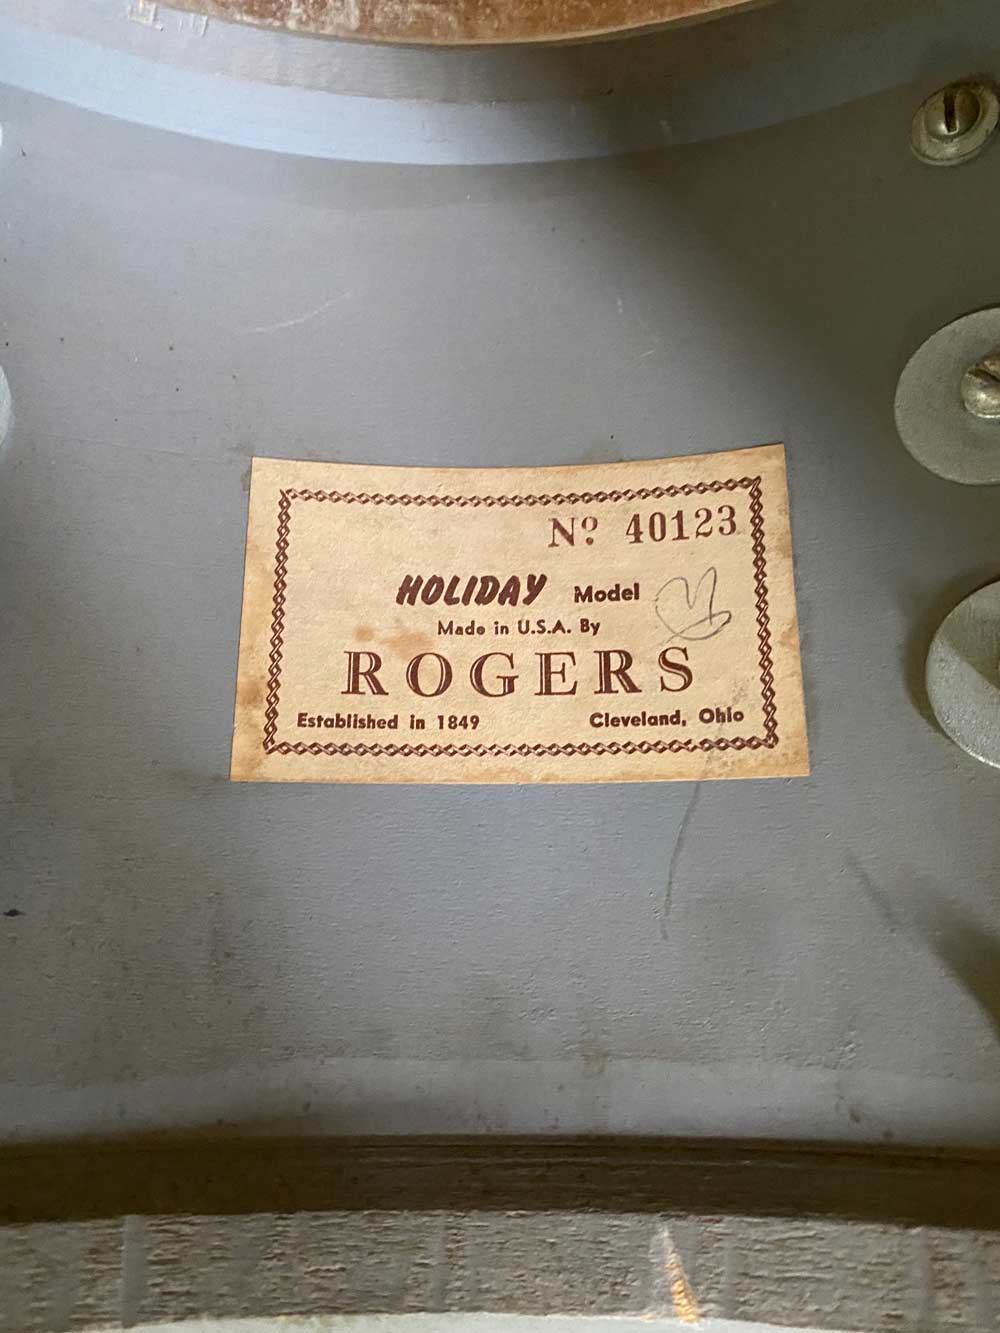 Nº 40123
HOLIDAY Model
Made in U.S.A. By
ROGERS
Established in 1849 Cleveland, Ohio